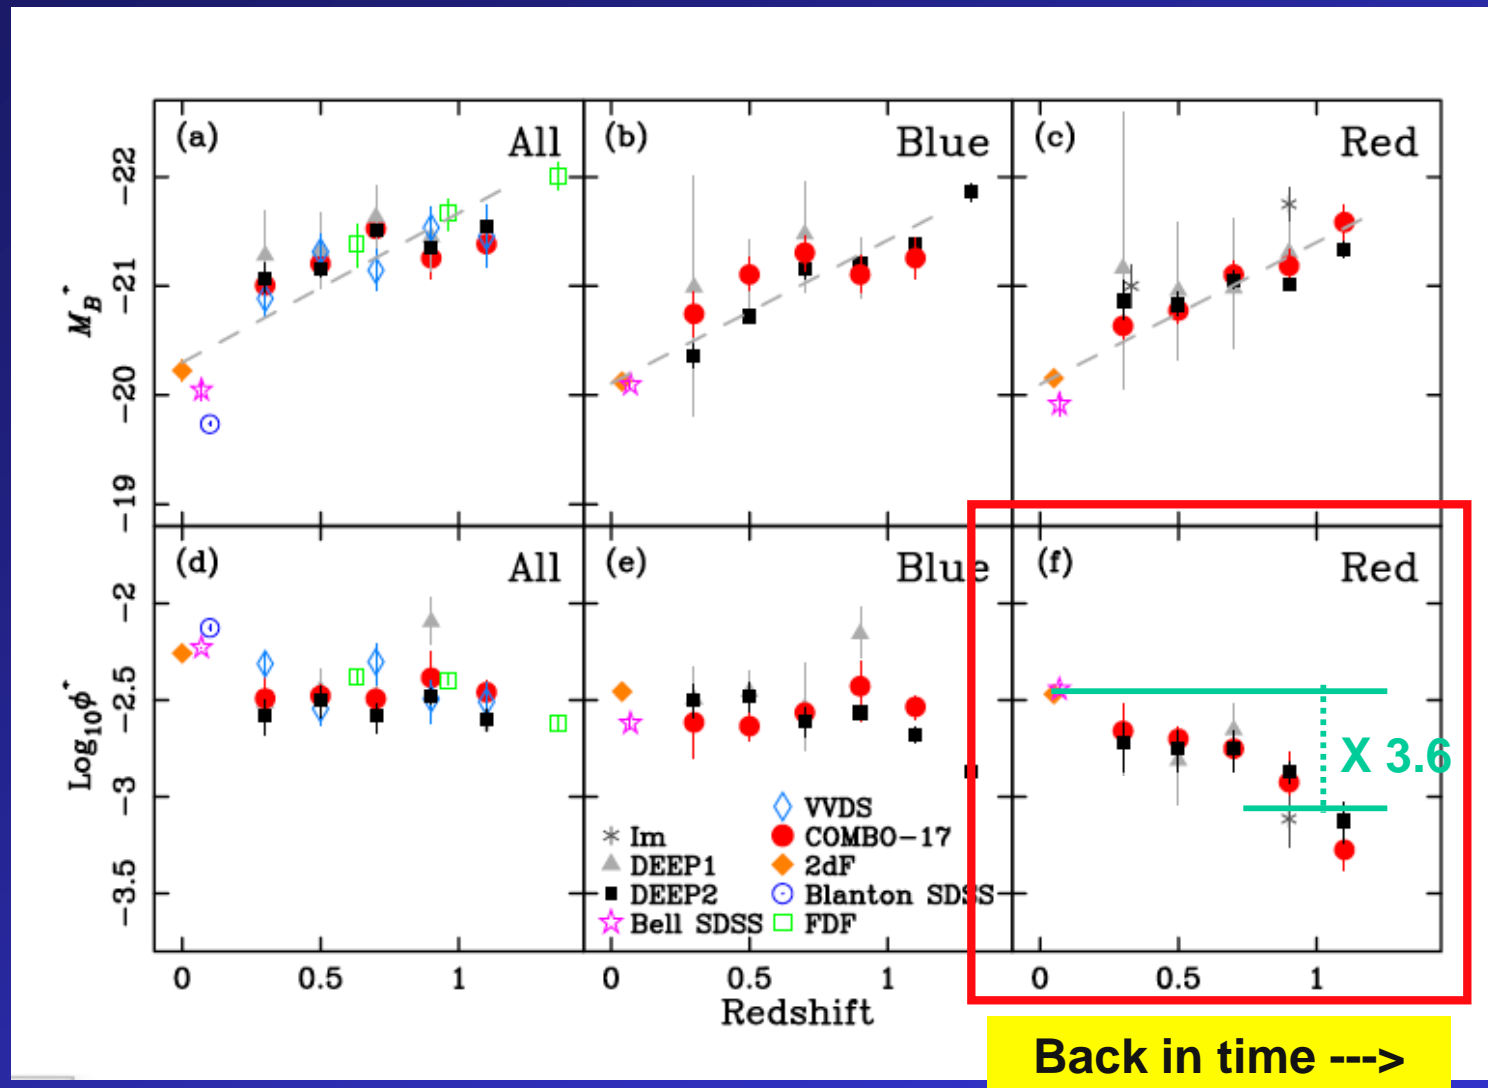 (a) All
(b) Blue
(c) Red
-22
-21
-20
-19
M_B*
(d) All
(e) Blue
(f) Red
-2
-2.5
-3
-3.5
Log10φ*
X 3.6
VVDS
Im
COMBO-17
DEEP1
2dF
DEEP2
Blanton SDSS
Bell SDSS
FDF
0 0.5 1
0 0.5 1
0 0.5 1
Redshift
Back in time --->